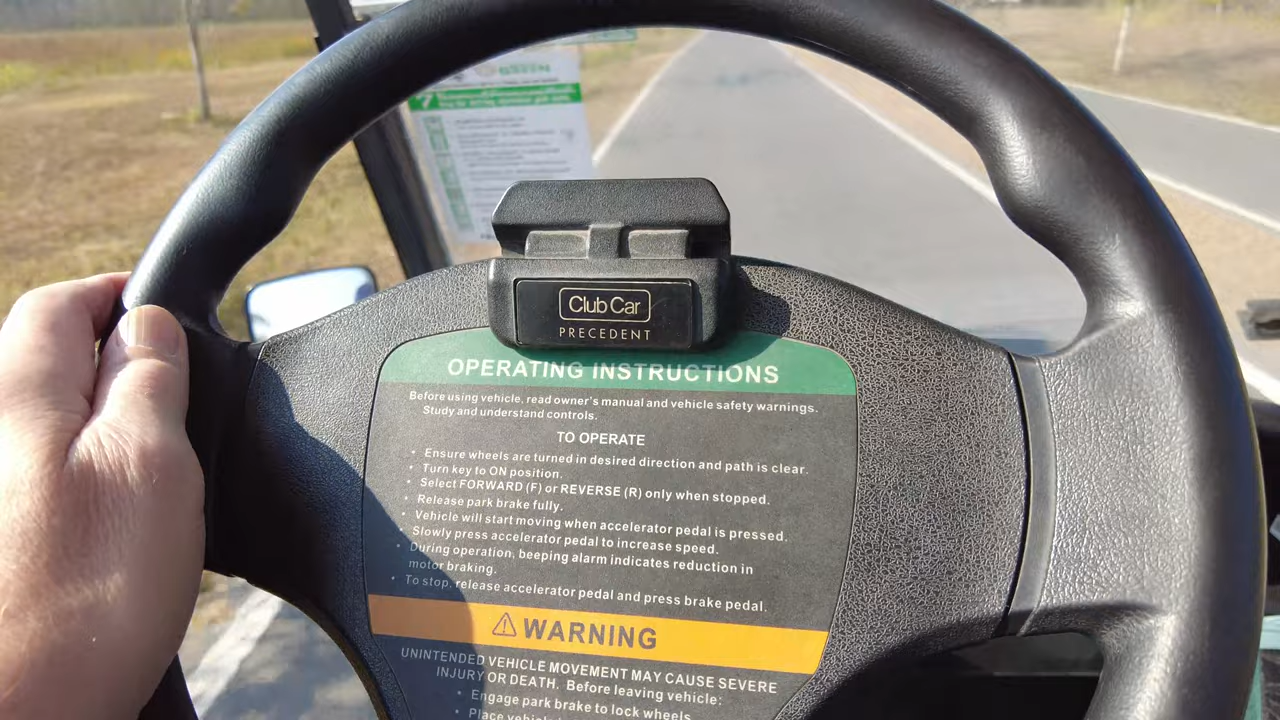 GREEN
Club Car
PRECEDENT
OPERATING INSTRUCTIONS
Before using vehicle, read owner's manual and vehicle safety warnings.
Study and understand controls.
TO OPERATE
• Ensure wheels are turned in desired direction and path is clear.
• Turn key to ON position.
• Select FORWARD (F) or REVERSE (R) only when stopped.
• Release park brake fully.
• Vehicle will start moving when accelerator pedal is pressed.
• Slowly press accelerator pedal to increase speed.
• During operation, beeping alarm indicates reduction in
motor braking.
• To stop, release accelerator pedal and press brake pedal.
WARNING
UNINTENDED VEHICLE MOVEMENT MAY CAUSE SEVERE
INJURY OR DEATH. Before leaving vehicle:
• Engage park brake to lock wheels
• Place